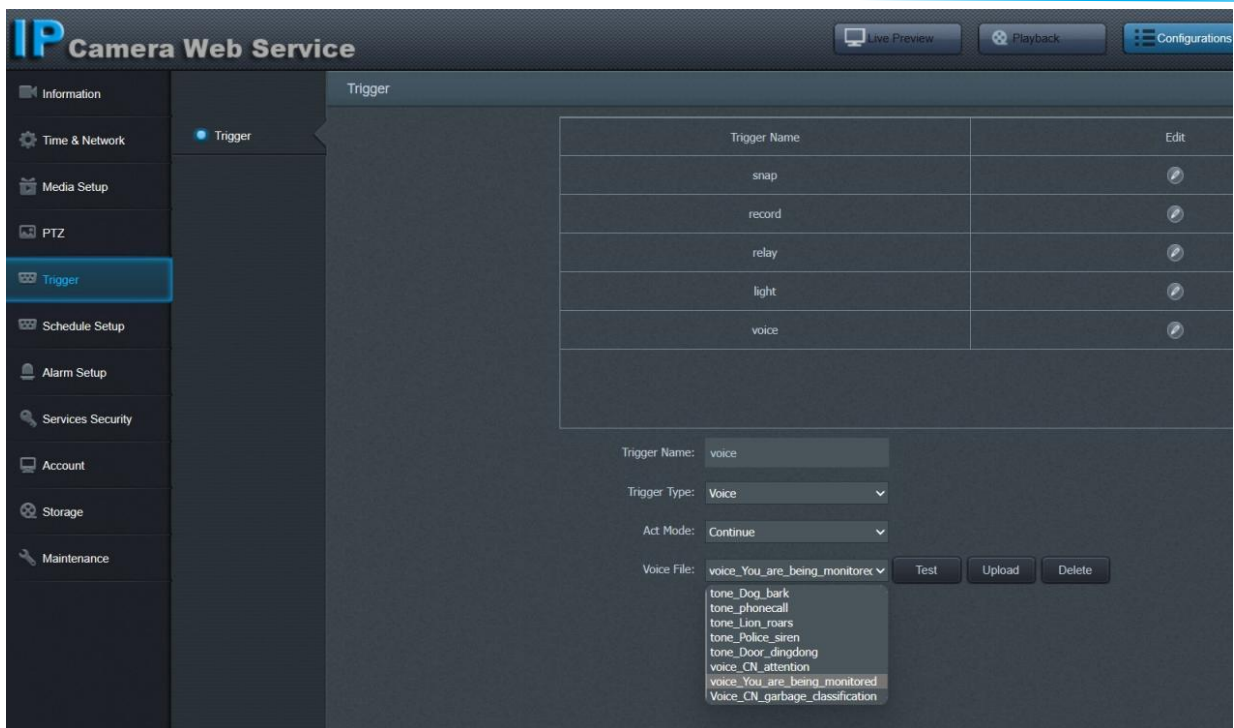 IP Camera Web Service
Live Preview
Playback
Configurations
Information
Time & Network
Media Setup
PTZ
Trigger
Schedule Setup
Alarm Setup
Services Security
Account
Storage
Maintenance
Trigger
Trigger
Trigger Name Edit
snap
record
relay
light
voice
Trigger Name: voice
Trigger Type: Voice
Act Mode: Continue
Voice File: voice_You_are_being_monitored Test Upload Delete
tone_Dog_bark
tone_phonecall
tone_Lion_roars
tone_Police_siren
tone_Door_dingdong
voice_CN_attention
voice_You_are_being_monitored
Voice_CN_garbage_classification